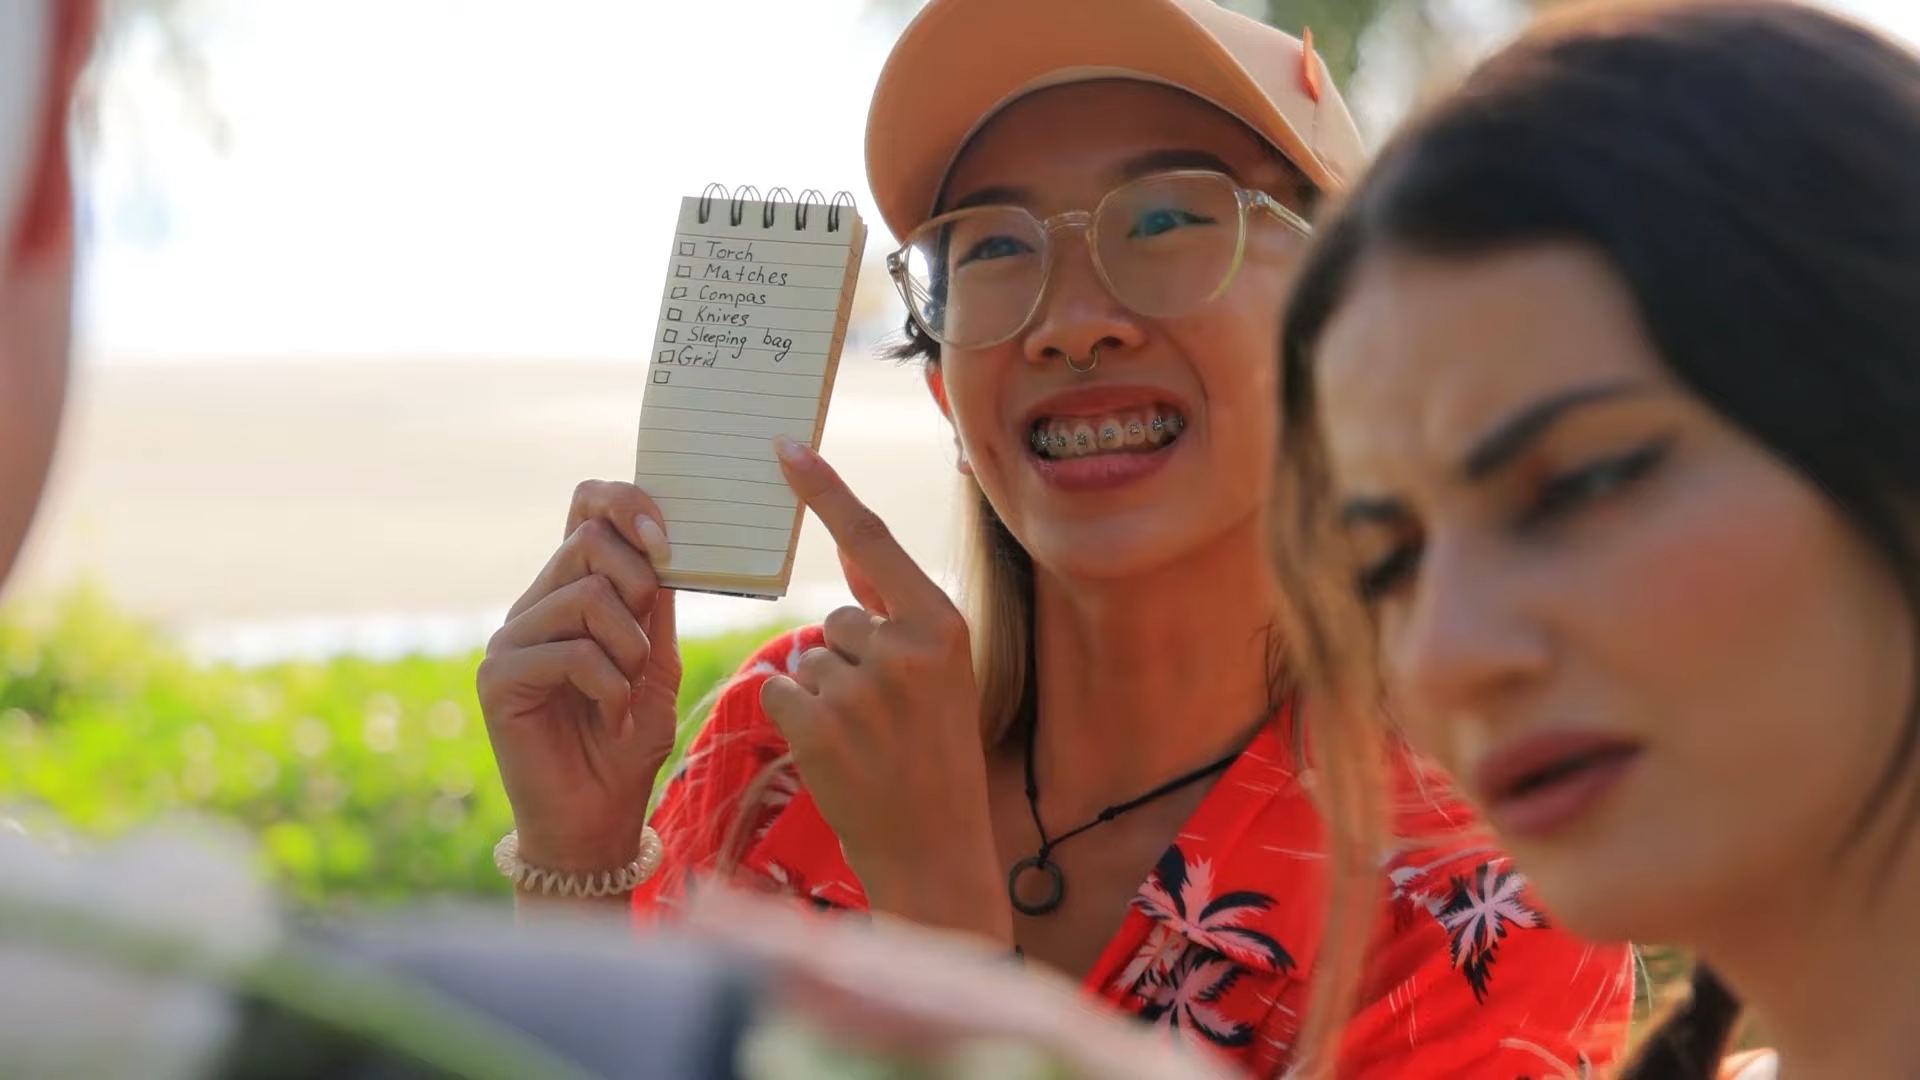 ☐ Torch
☐ Matches
☐ Compas
☐ Knives
☐ Sleeping bag
☐ Grid
☐